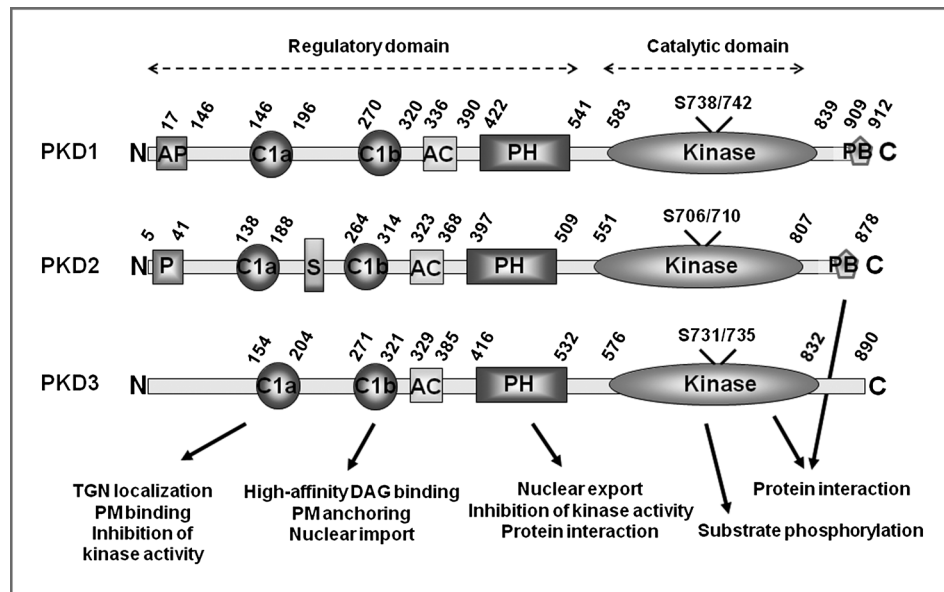 Regulatory domain Catalytic domain
17 146 146 196 270 320 336 390 422 541 583 S738/742 839 909 912
PKD1 N AP C1a C1b AC PH Kinase PB C
5 41 138 188 264 314 323 368 397 509 551 S706/710 807 878
PKD2 N P C1a S C1b AC PH Kinase PB C
154 204 271 321 329 385 416 532 576 S731/735 832 890
PKD3 N C1a C1b AC PH Kinase C
TGN localization
PM binding
Inhibition of
kinase activity
High-affinity DAG binding
PM anchoring
Nuclear import
Nuclear export
Inhibition of kinase activity
Protein interaction
Substrate phosphorylation
Protein interaction